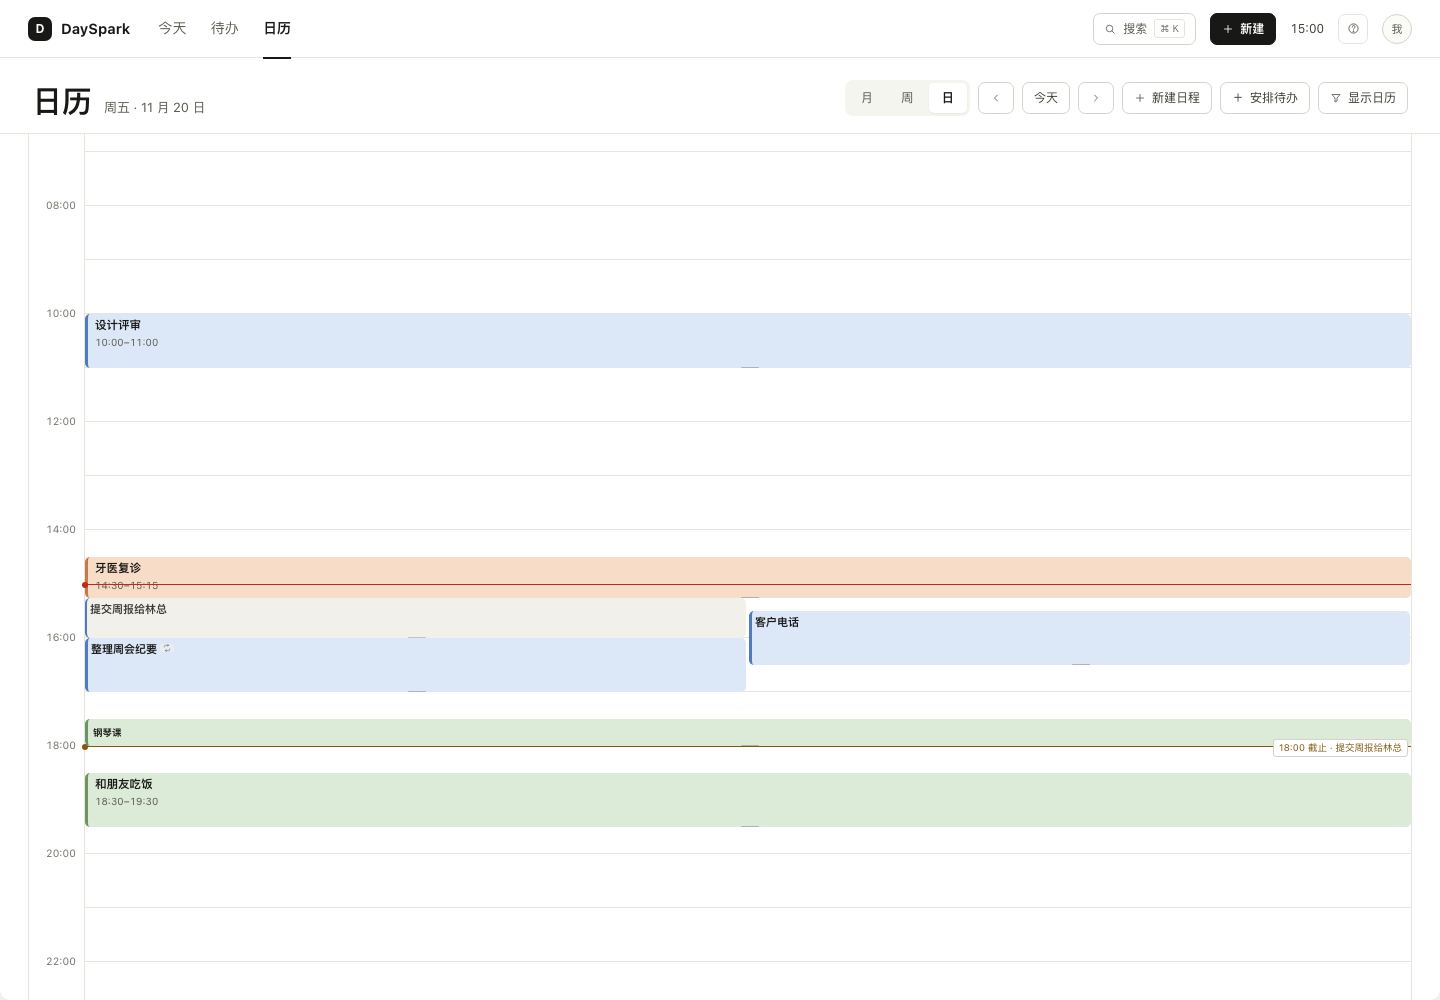 D DaySpark 今天 待办 日历 搜索 ⌘ K + 新建 15:00 我
日历 周五 · 11 月 20 日 月 周 日 今天 + 新建日程 + 安排待办 显示日历
08:00
10:00
设计评审
10:00–11:00
12:00
14:00
牙医复诊
14:30–15:15
提交周报给林总
客户电话
16:00
整理周会纪要
钢琴课
18:00
18:00 截止 · 提交周报给林总
和朋友吃饭
18:30–19:30
20:00
22:00